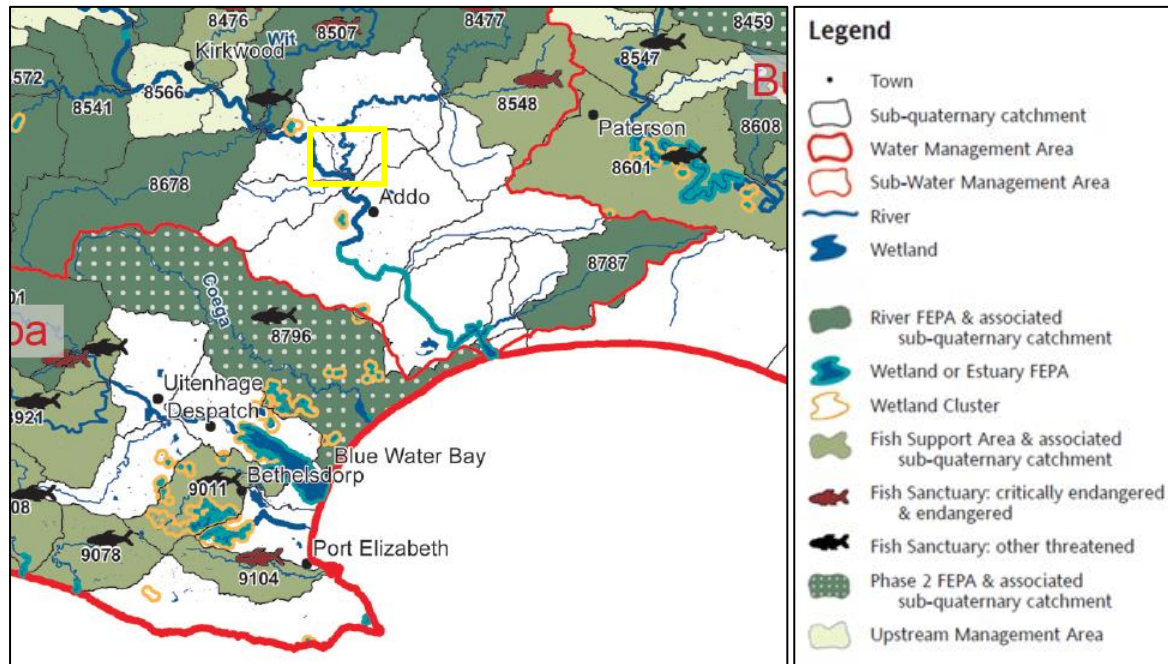 8476
8507
8477
8459
Wit
Kirkwood
8547
572
8541
8566
8548
Bu
Paterson
8608
8601
8678
Addo
8787
Coega
01
oa
8796
Uitenhage
Despatch
8921
Blue Water Bay
Bethelsdorp
9011
08
Port Elizabeth
9078
9104
Legend
Town
Sub-quaternary catchment
Water Management Area
Sub-Water Management Area
River
Wetland
River FEPA & associated
sub-quaternary catchment
Wetland or Estuary FEPA
Wetland Cluster
Fish Support Area & associated
sub-quaternary catchment
Fish Sanctuary: critically endangered
& endangered
Fish Sanctuary: other threatened
Phase 2 FEPA & associated
sub-quaternary catchment
Upstream Management Area